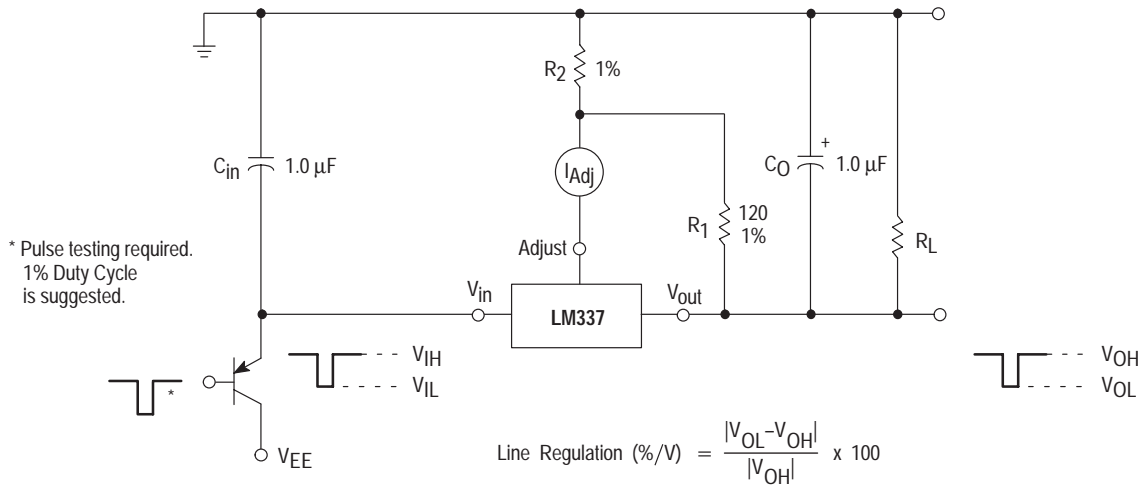 R2
1%
Cin
1.0 μF
IAdj
+
CO
1.0 μF
R1
120
1%
RL
* Pulse testing required.
1% Duty Cycle
is suggested.
Adjust
Vin
LM337
Vout
VIH
VIL
*
VEE
VOH
VOL
Line Regulation (%/V) = |VOL–VOH| / |VOH| x 100